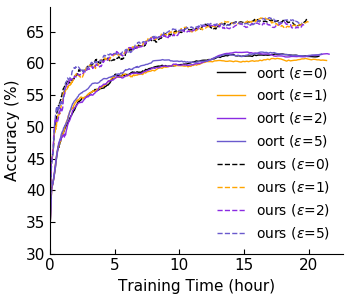 65
60
55
50
45
40
35
30
Accuracy (%)
oort (ε=0)
oort (ε=1)
oort (ε=2)
oort (ε=5)
ours (ε=0)
ours (ε=1)
ours (ε=2)
ours (ε=5)
0 5 10 15 20
Training Time (hour)